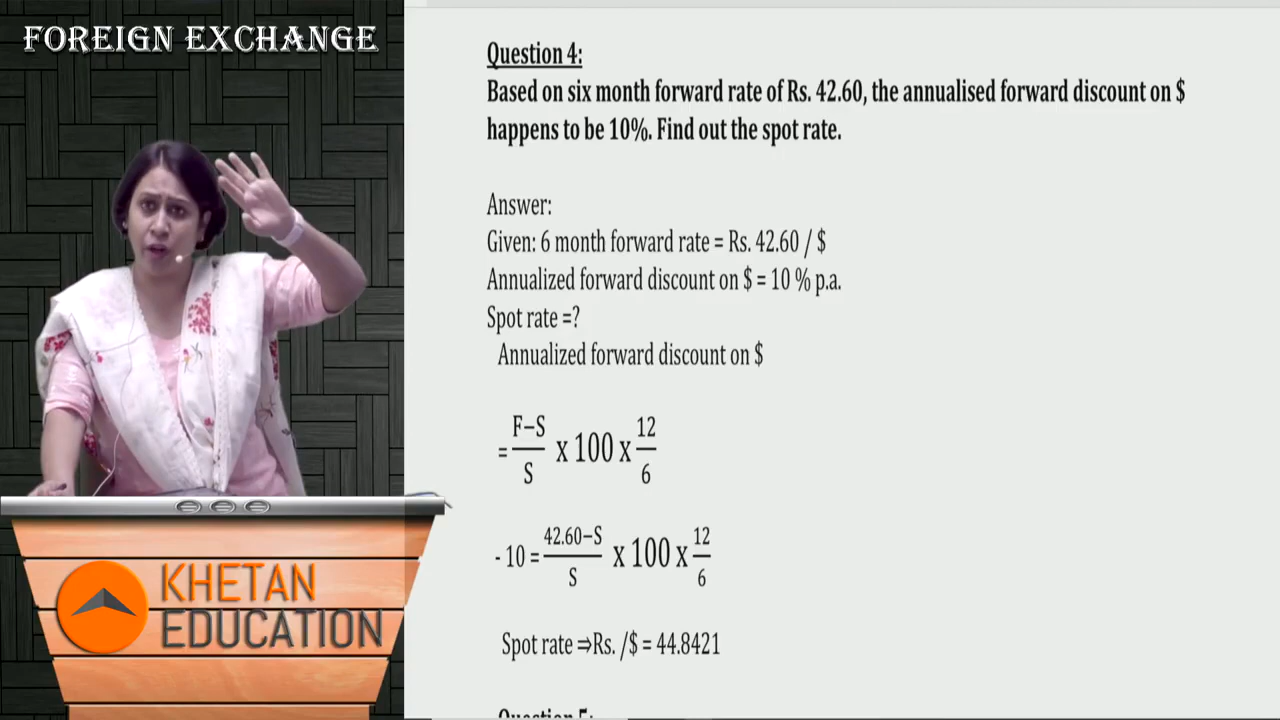 FOREIGN EXCHANGE
Question 4:
Based on six month forward rate of Rs. 42.60, the annualised forward discount on $
happens to be 10%. Find out the spot rate.
Answer:
Given: 6 month forward rate = Rs. 42.60 / $
Annualized forward discount on $ = 10 % p.a.
Spot rate =?
Annualized forward discount on $
= F−S/S x 100 x 12/6
- 10 = 42.60−S/S x 100 x 12/6
Spot rate ⇒Rs. /$ = 44.8421
Question 5:
KHETAN
EDUCATION